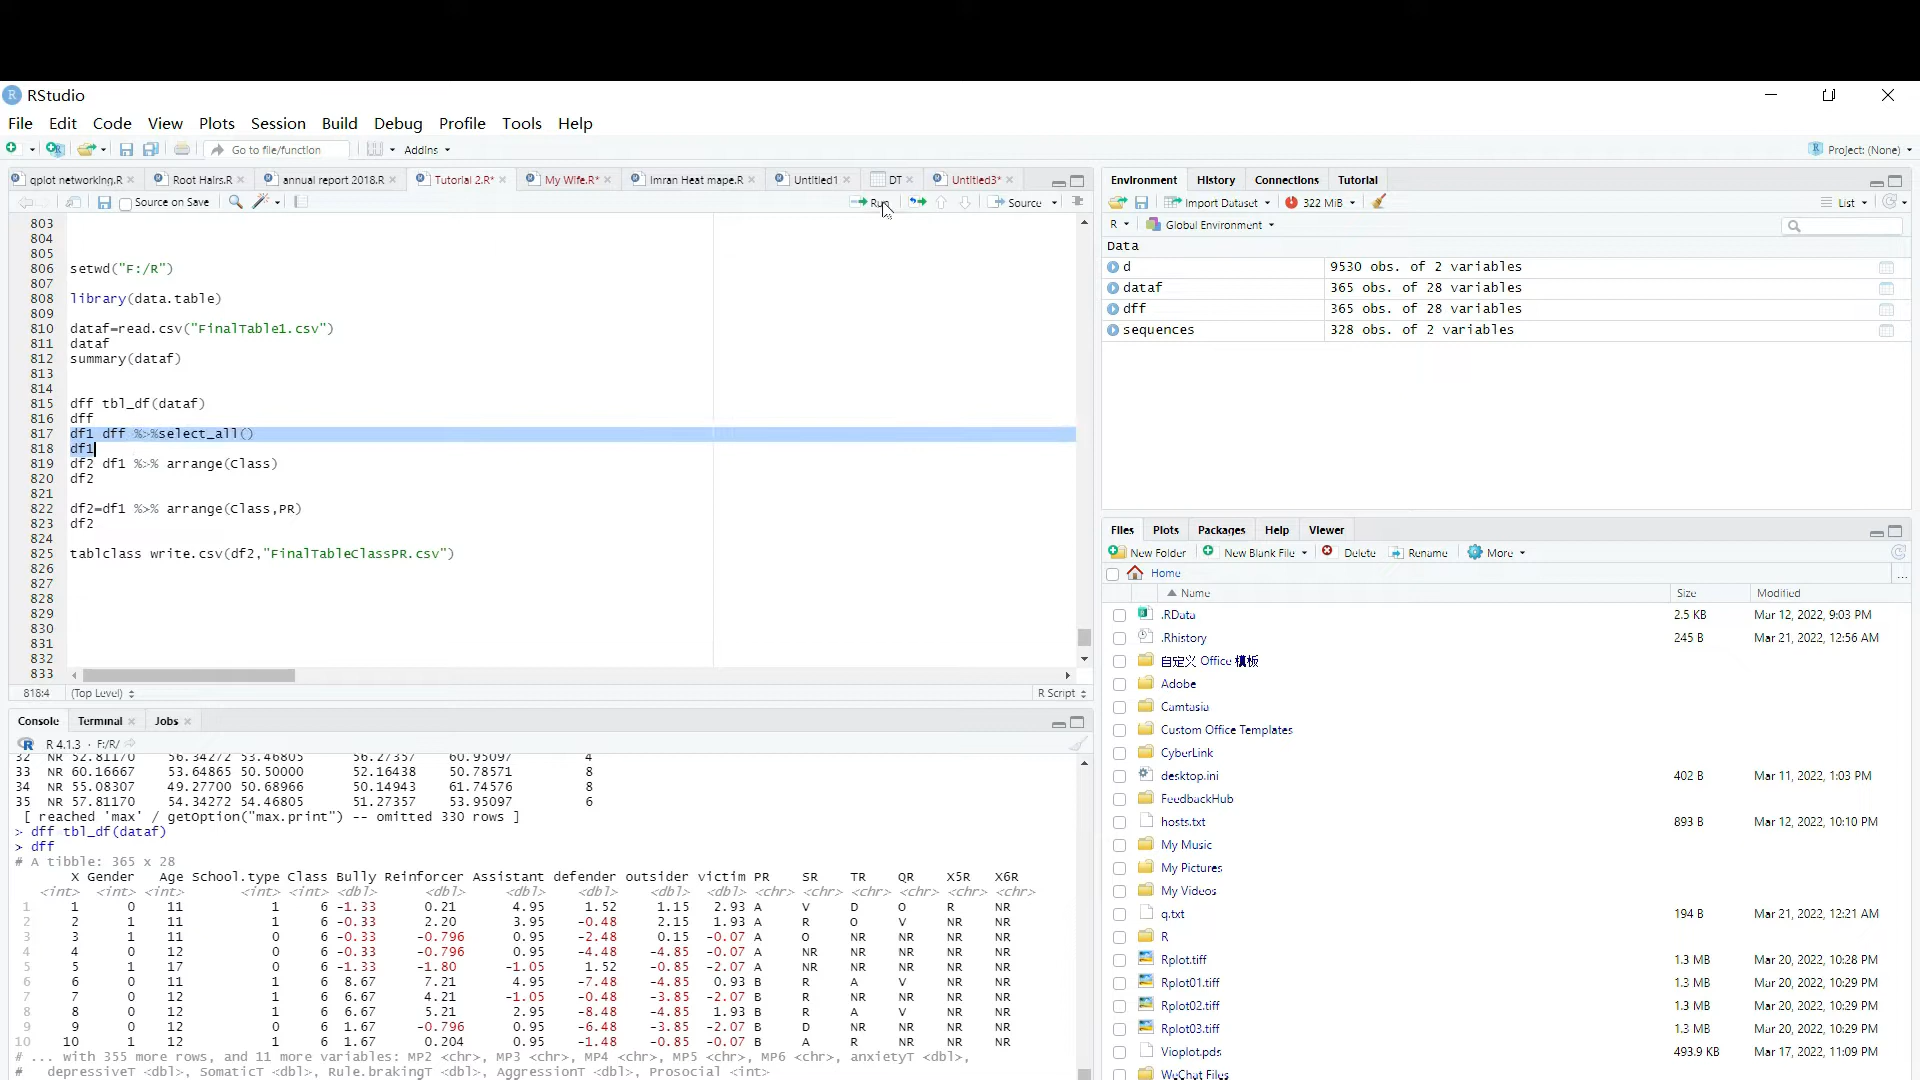 RStudio
File Edit Code View Plots Session Build Debug Profile Tools Help
Go to file/function Addins Project: (None)
qplot networking.R Root Hairs.R annual report 2018.R Tutorial 2.R* My Wife.R* Imran Heat mape.R Untitled1 DT Untitled3*
Source on Save Run Source
803
804
805
806 setwd("F:/R")
807
808 library(data.table)
809
810 dataf=read.csv("FinalTable1.csv")
811 dataf
812 summary(dataf)
813
814
815 dff tbl_df(dataf)
816 dff
817 df1 dff %>%select_all()
818 df1
819 df2 df1 %>% arrange(Class)
820 df2
821
822 df2=df1 %>% arrange(Class,PR)
823 df2
824
825 tablclass write.csv(df2,"FinalTableClassPR.csv")
826
827
828
829
830
831
832
833
818:4 (Top Level) R Script
Console Terminal Jobs
R 4.1.3 · F:/R/
32 NR 52.81170 56.34272 53.46805 56.27357 60.95097 4
33 NR 60.16667 53.64865 50.50000 52.16438 50.78571 8
34 NR 55.08307 49.27700 50.68966 50.14943 61.74576 8
35 NR 57.81170 54.34272 54.46805 51.27357 53.95097 6
[ reached 'max' / getOption("max.print") -- omitted 330 rows ]
> dff tbl_df(dataf)
> dff
# A tibble: 365 x 28
X Gender Age School.type Class Bully Reinforcer Assistant defender outsider victim PR SR TR QR X5R X6R
<int> <int> <int> <int> <int> <dbl> <dbl> <dbl> <dbl> <dbl> <dbl> <chr> <chr> <chr> <chr> <chr> <chr>
1 1 0 11 1 6 -1.33 0.21 4.95 1.52 1.15 2.93 A V D O R NR
2 2 1 11 1 6 -0.33 2.20 3.95 -0.48 2.15 1.93 A R O V NR NR
3 3 1 11 0 6 -0.33 -0.796 0.95 -2.48 0.15 -0.07 A O NR NR NR NR
4 4 0 12 0 6 -0.33 -0.796 0.95 -4.48 -4.85 -0.07 A NR NR NR NR NR
5 5 1 17 0 6 -1.33 -1.80 -1.05 1.52 -0.85 -2.07 A NR NR NR NR NR
6 6 0 11 1 6 8.67 7.21 4.95 -7.48 -4.85 0.93 B R A V NR NR
7 7 0 12 1 6 6.67 4.21 -1.05 -0.48 -3.85 -2.07 B R NR NR NR NR
8 8 0 12 1 6 6.67 5.21 2.95 -8.48 -4.85 1.93 B R A V NR NR
9 9 0 12 0 6 1.67 -0.796 0.95 -6.48 -3.85 -2.07 B D NR NR NR NR
10 10 1 12 1 6 1.67 0.204 0.95 -1.48 -0.85 -0.07 B A R NR NR NR
# ... with 355 more rows, and 11 more variables: MP2 <chr>, MP3 <chr>, MP4 <chr>, MP5 <chr>, MP6 <chr>, anxietyT <dbl>,
# depressiveT <dbl>, SomaticT <dbl>, Rule.brakingT <dbl>, AggressionT <dbl>, Prosocial <int>
Environment History Connections Tutorial
Import Dataset 322 MiB List
R Global Environment
Data
d 9530 obs. of 2 variables
dataf 365 obs. of 28 variables
dff 365 obs. of 28 variables
sequences 328 obs. of 2 variables
Files Plots Packages Help Viewer
New Folder New Blank File Delete Rename More
Home ...
Name Size Modified
.RData 2.5 KB Mar 12, 2022, 9:03 PM
.Rhistory 245 B Mar 21, 2022, 12:56 AM
自定义 Office 模板
Adobe
Camtasia
Custom Office Templates
CyberLink
desktop.ini 402 B Mar 11, 2022, 1:03 PM
FeedbackHub
hosts.txt 893 B Mar 12, 2022, 10:10 PM
My Music
My Pictures
My Videos
q.txt 194 B Mar 21, 2022, 12:21 AM
R
Rplot.tiff 1.3 MB Mar 20, 2022, 10:28 PM
Rplot01.tiff 1.3 MB Mar 20, 2022, 10:29 PM
Rplot02.tiff 1.3 MB Mar 20, 2022, 10:29 PM
Rplot03.tiff 1.3 MB Mar 20, 2022, 10:29 PM
Vioplot.pds 493.9 KB Mar 17, 2022, 11:09 PM
WeChat Files